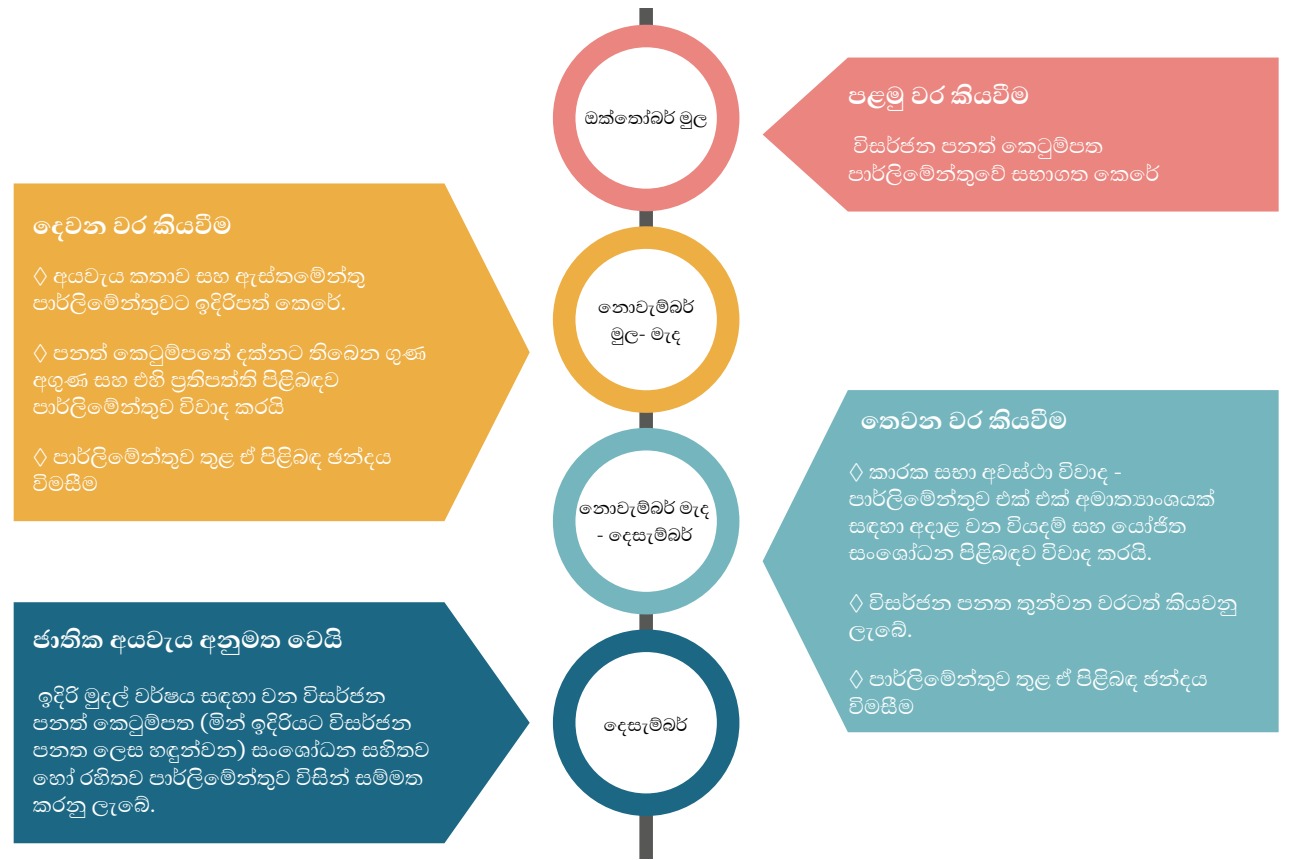 ඔක්තෝබර් මුල
පළමු වර කියවීම
විසර්ජන පනත් කෙටුම්පත
පාර්ලිමේන්තුවේ සභාගත කෙරේ
දෙවන වර කියවීම
◊ අයවැය කතාව සහ ඇස්තමේන්තු
පාර්ලිමේන්තුවට ඉදිරිපත් කෙරේ.
◊ පනත් කෙටුම්පතේ දක්නට තිබෙන ගුණ
අගුණ සහ එහි ප්‍රතිපත්ති පිළිබඳව
පාර්ලිමේන්තුව විවාද කරයි
◊ පාර්ලිමේන්තුව තුළ ඒ පිළිබඳ ඡන්දය
විමසීම
නොවැම්බර්
මුල- මැද
නොවැම්බර් මැද
- දෙසැම්බර්
තෙවන වර කියවීම
◊ කාරක සභා අවස්ථා විවාද -
පාර්ලිමේන්තුව එක් එක් අමාත්‍යාංශයක්
සඳහා අදාළ වන වියදම් සහ යෝජිත
සංශෝධන පිළිබඳව විවාද කරයි.
◊ විසර්ජන පනත තුන්වන වරටත් කියවනු
ලැබේ.
◊ පාර්ලිමේන්තුව තුළ ඒ පිළිබඳ ඡන්දය
විමසීම
ජාතික අයවැය අනුමත වෙයි
ඉදිරි මුදල් වර්ෂය සඳහා වන විසර්ජන
පනත් කෙටුම්පත (මින් ඉදිරියට විසර්ජන
පනත ලෙස හඳුන්වන) සංශෝධන සහිතව
හෝ රහිතව පාර්ලිමේන්තුව විසින් සම්මත
කරනු ලැබේ.
දෙසැම්බර්